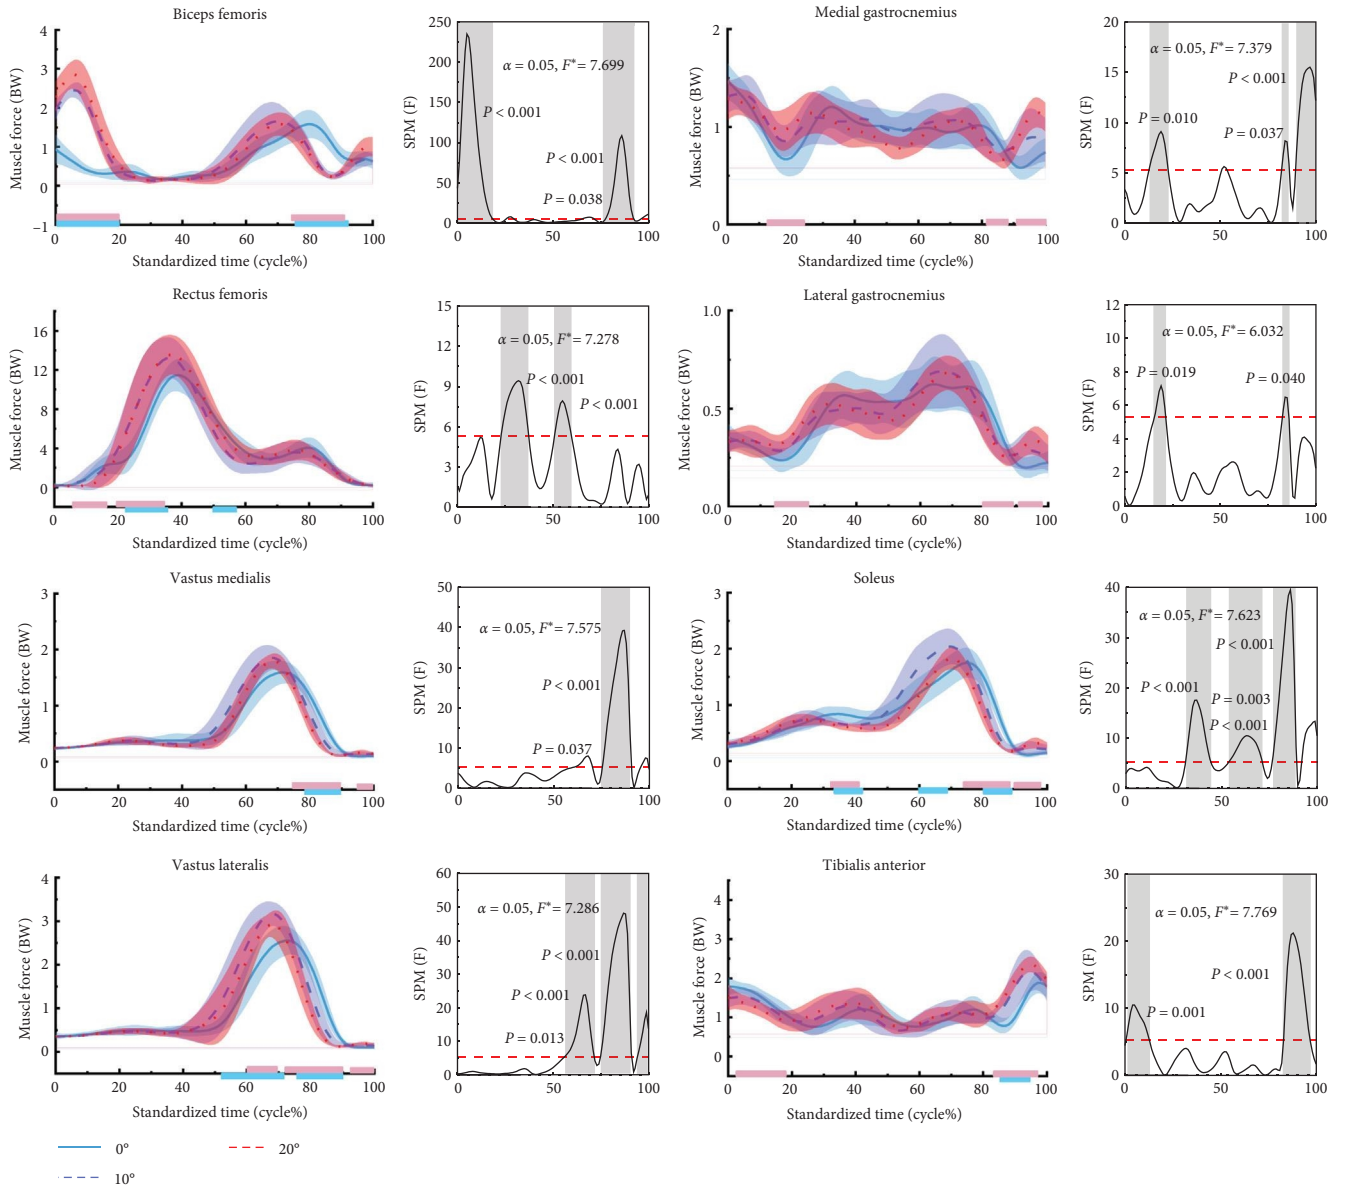 Biceps femoris
Muscle force (BW)
4
3
2
1
0
−1
0 20 40 60 80 100
Standardized time (cycle%)
SPM (F)
250
200
150
100
50
0
α = 0.05, F* = 7.699
P < 0.001
P < 0.001
P = 0.038
0 50 100
Medial gastrocnemius
Muscle force (BW)
2
1
0
0 20 40 60 80 100
Standardized time (cycle%)
SPM (F)
20
15
10
5
0
α = 0.05, F* = 7.379
P < 0.001
P = 0.010
P = 0.037
0 50 100
Rectus femoris
Muscle force (BW)
16
12
8
4
0
0 20 40 60 80 100
Standardized time (cycle%)
SPM (F)
15
12
9
6
3
0
α = 0.05, F* = 7.278
P < 0.001
P < 0.001
0 50 100
Lateral gastrocnemius
Muscle force (BW)
1.0
0.5
0.0
0 20 40 60 80 100
Standardized time (cycle%)
SPM (F)
12
10
8
6
4
2
0
α = 0.05, F* = 6.032
P = 0.019
P = 0.040
0 50 100
Vastus medialis
Muscle force (BW)
3
2
1
0
0 20 40 60 80 100
Standardized time (cycle%)
SPM (F)
50
40
30
20
10
0
α = 0.05, F* = 7.575
P < 0.001
P = 0.037
0 50 100
Soleus
Muscle force (BW)
3
2
1
0
0 20 40 60 80 100
Standardized time (cycle%)
SPM (F)
40
30
20
10
0
α = 0.05, F* = 7.623
P < 0.001
P < 0.001
P = 0.003
P < 0.001
0 50 100
Vastus lateralis
Muscle force (BW)
4
3
2
1
0
0 20 40 60 80 100
Standardized time (cycle%)
SPM (F)
60
50
40
30
20
10
0
α = 0.05, F* = 7.286
P < 0.001
P < 0.001
P = 0.013
0 50 100
Tibialis anterior
Muscle force (BW)
4
3
2
1
0
0 20 40 60 80 100
Standardized time (cycle%)
SPM (F)
30
20
10
0
α = 0.05, F* = 7.769
P < 0.001
P = 0.001
0 50 100
0°
20°
10°